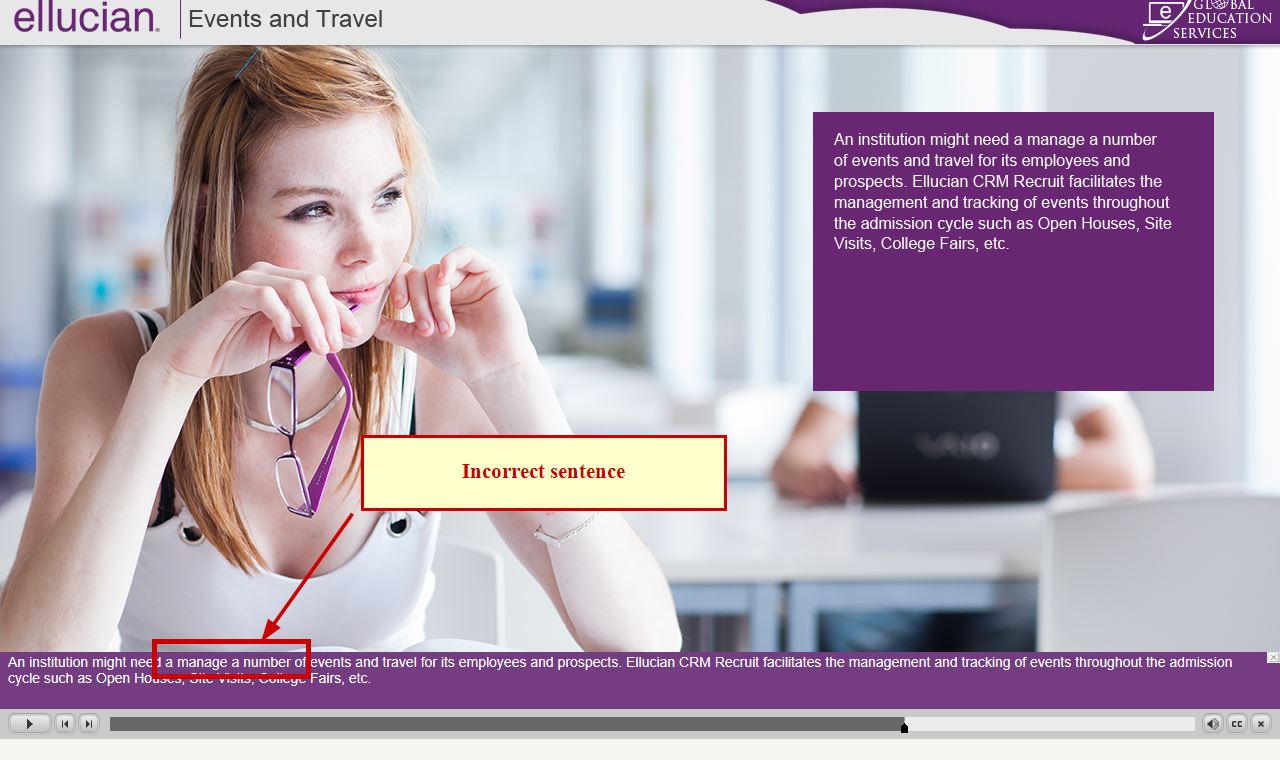 ellucian®
Events and Travel
GLOBAL
EDUCATION
SERVICES
An institution might need a manage a number
of events and travel for its employees and
prospects. Ellucian CRM Recruit facilitates the
management and tracking of events throughout
the admission cycle such as Open Houses, Site
Visits, College Fairs, etc.
VAIO
Incorrect sentence
An institution might need a manage a number of events and travel for its employees and prospects. Ellucian CRM Recruit facilitates the management and tracking of events throughout the admission
cycle such as Open Houses, Site Visits, College Fairs, etc.
CC